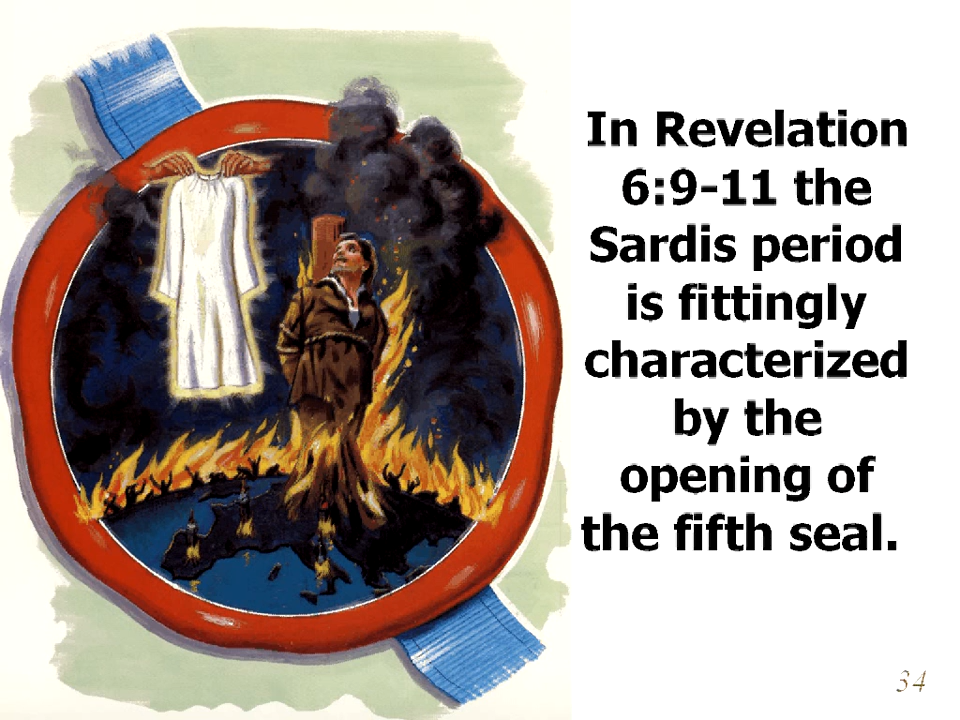 In Revelation
6:9-11 the
Sardis period
is fittingly
characterized
by the
opening of
the fifth seal.
34